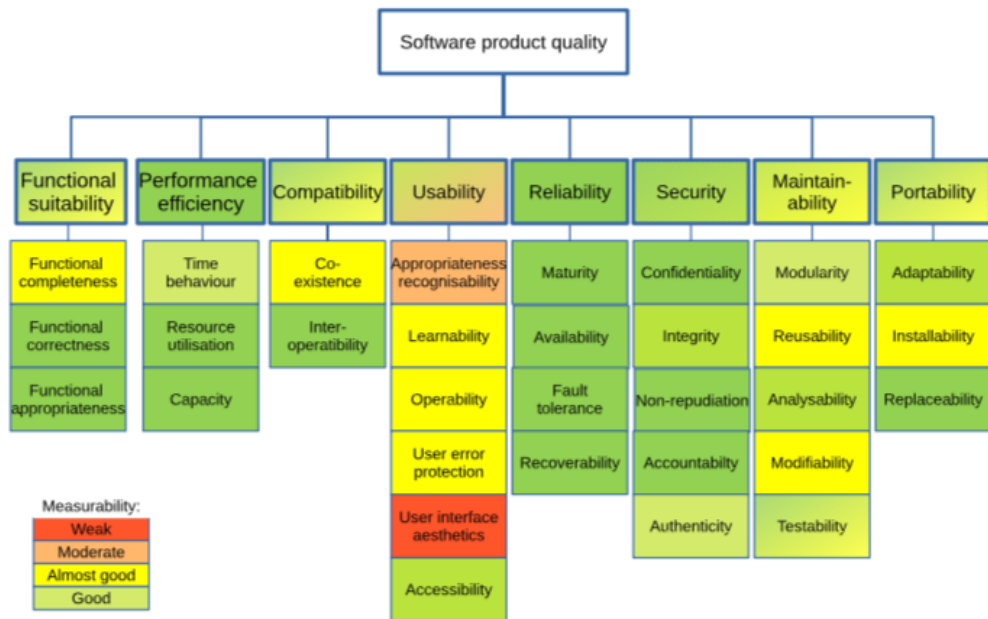 Software product quality
Functional
suitability
Performance
efficiency
Compatibility
Usability
Reliability
Security
Maintain-
ability
Portability
Functional
completeness
Functional
correctness
Functional
appropriateness
Time
behaviour
Resource
utilisation
Capacity
Co-
existence
Inter-
operatibility
Appropriateness
recognisability
Learnability
Operability
User error
protection
User interface
aesthetics
Accessibility
Maturity
Availability
Fault
tolerance
Recoverability
Confidentiality
Integrity
Non-repudiation
Accountabilty
Authenticity
Modularity
Reusability
Analysability
Modifiability
Testability
Adaptability
Installability
Replaceability
Measurability:
Weak
Moderate
Almost good
Good